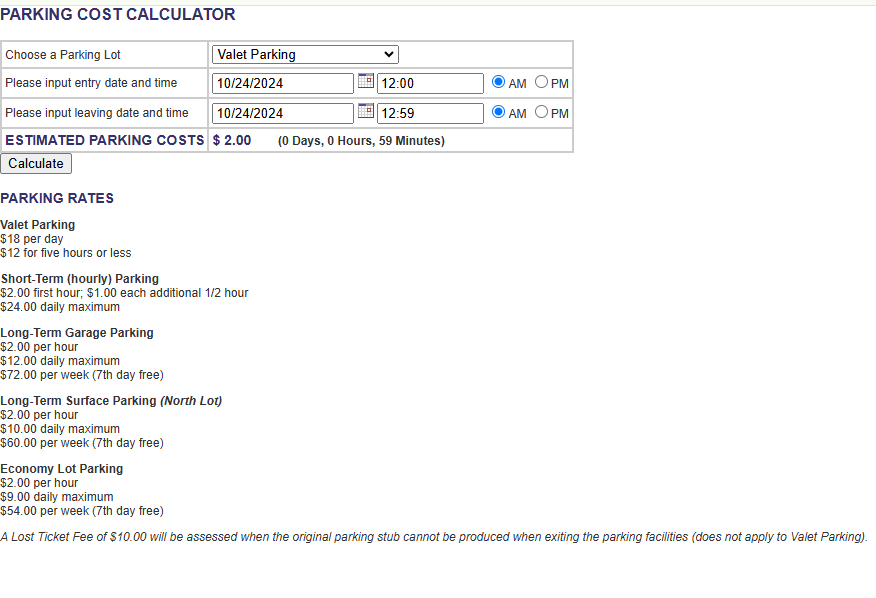 PARKING COST CALCULATOR
Choose a Parking Lot Valet Parking
Please input entry date and time 10/24/2024 12:00 AM PM
Please input leaving date and time 10/24/2024 12:59 AM PM
ESTIMATED PARKING COSTS $ 2.00 (0 Days, 0 Hours, 59 Minutes)
Calculate
PARKING RATES
Valet Parking
$18 per day
$12 for five hours or less
Short-Term (hourly) Parking
$2.00 first hour; $1.00 each additional 1/2 hour
$24.00 daily maximum
Long-Term Garage Parking
$2.00 per hour
$12.00 daily maximum
$72.00 per week (7th day free)
Long-Term Surface Parking (North Lot)
$2.00 per hour
$10.00 daily maximum
$60.00 per week (7th day free)
Economy Lot Parking
$2.00 per hour
$9.00 daily maximum
$54.00 per week (7th day free)
A Lost Ticket Fee of $10.00 will be assessed when the original parking stub cannot be produced when exiting the parking facilities (does not apply to Valet Parking).